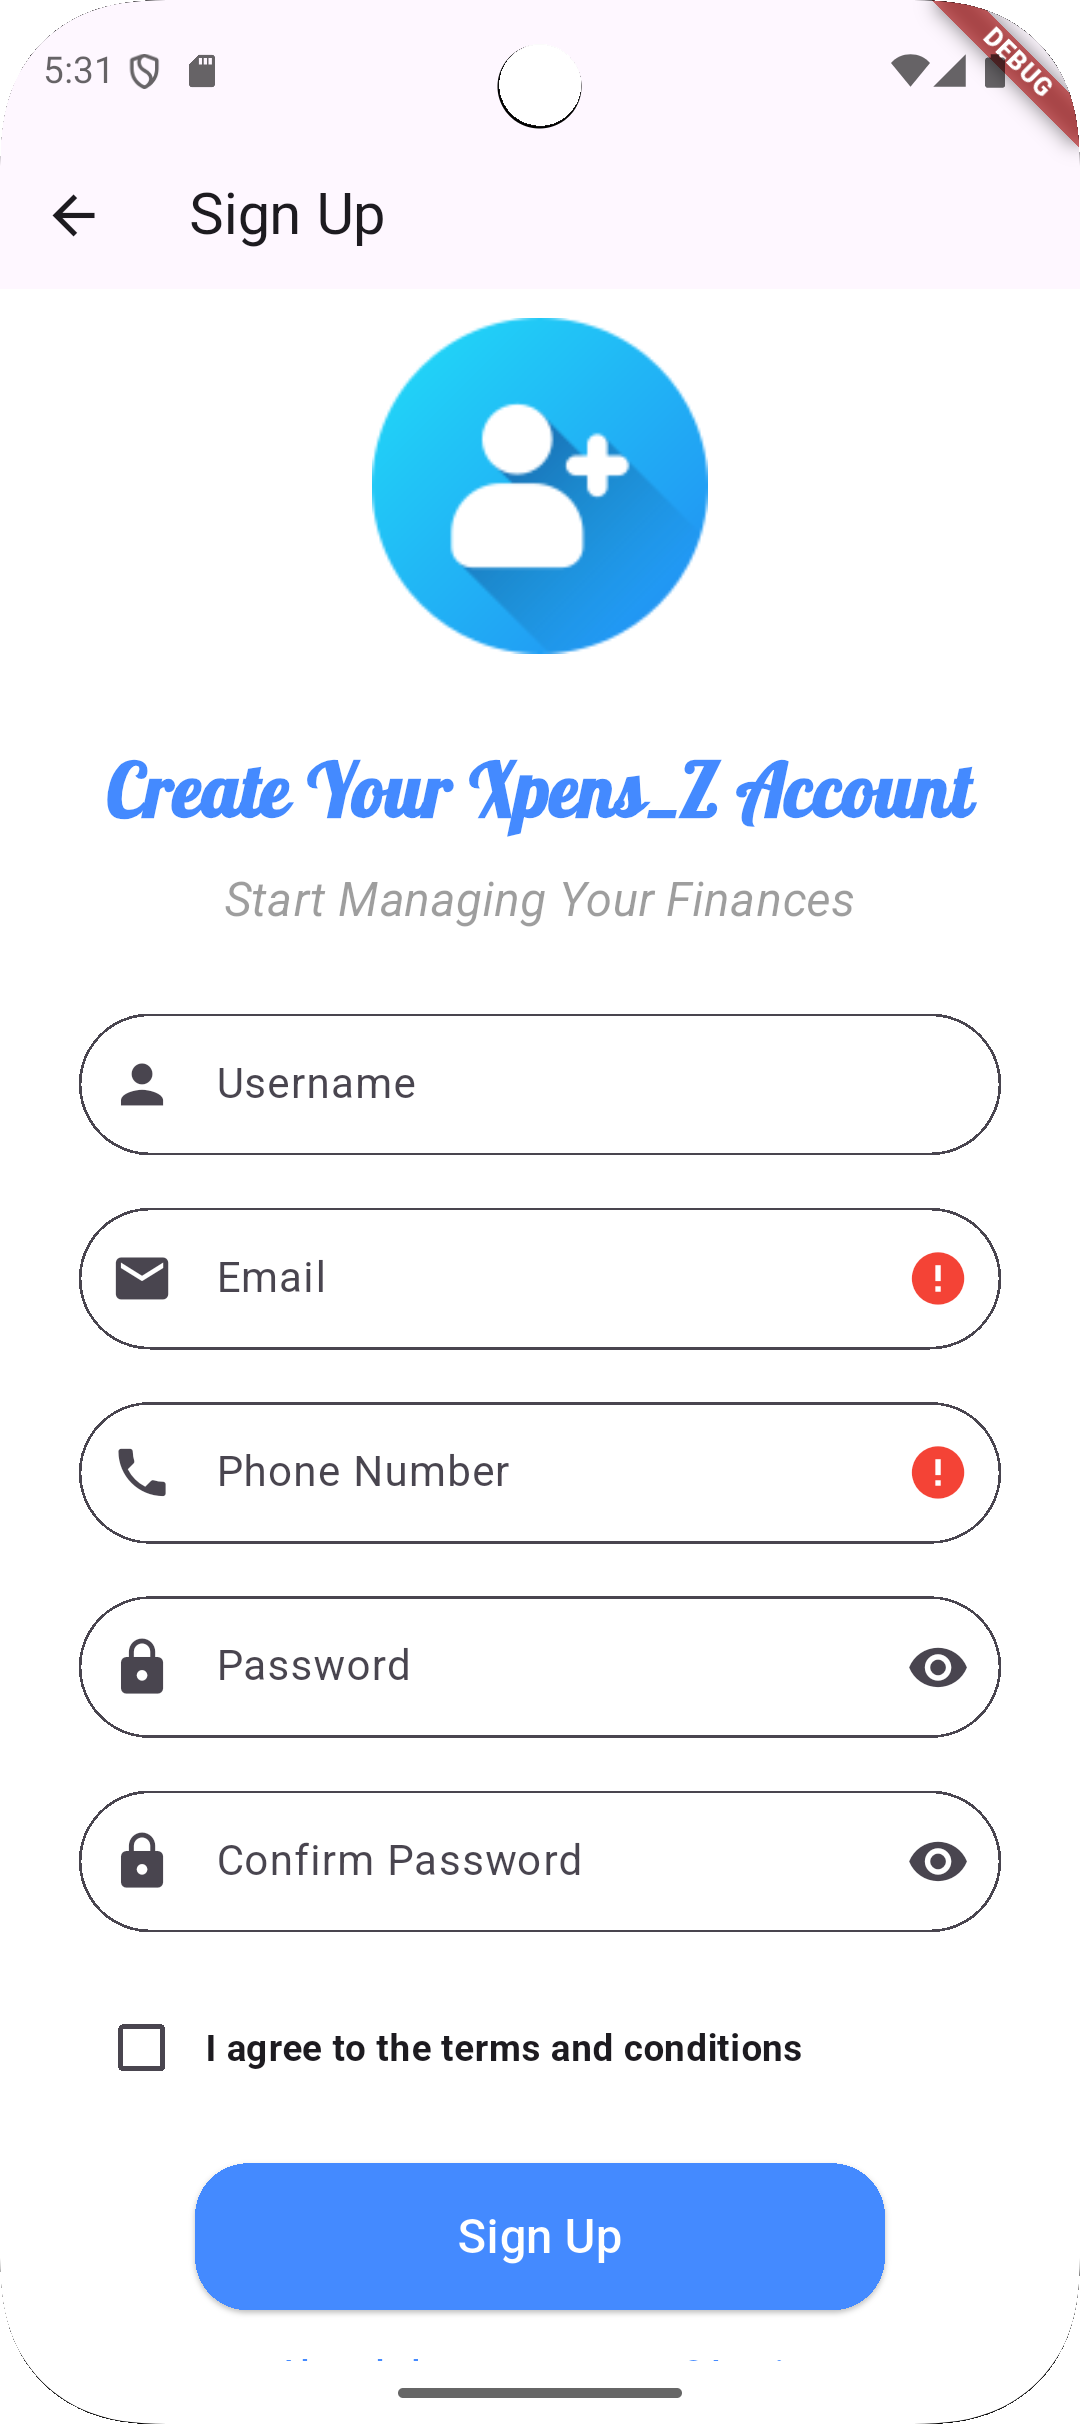 5:31
DEBUG
Sign Up
Create Your Xpens_Z Account
Start Managing Your Finances
Username
Email
Phone Number
Password
Confirm Password
I agree to the terms and conditions
Sign Up